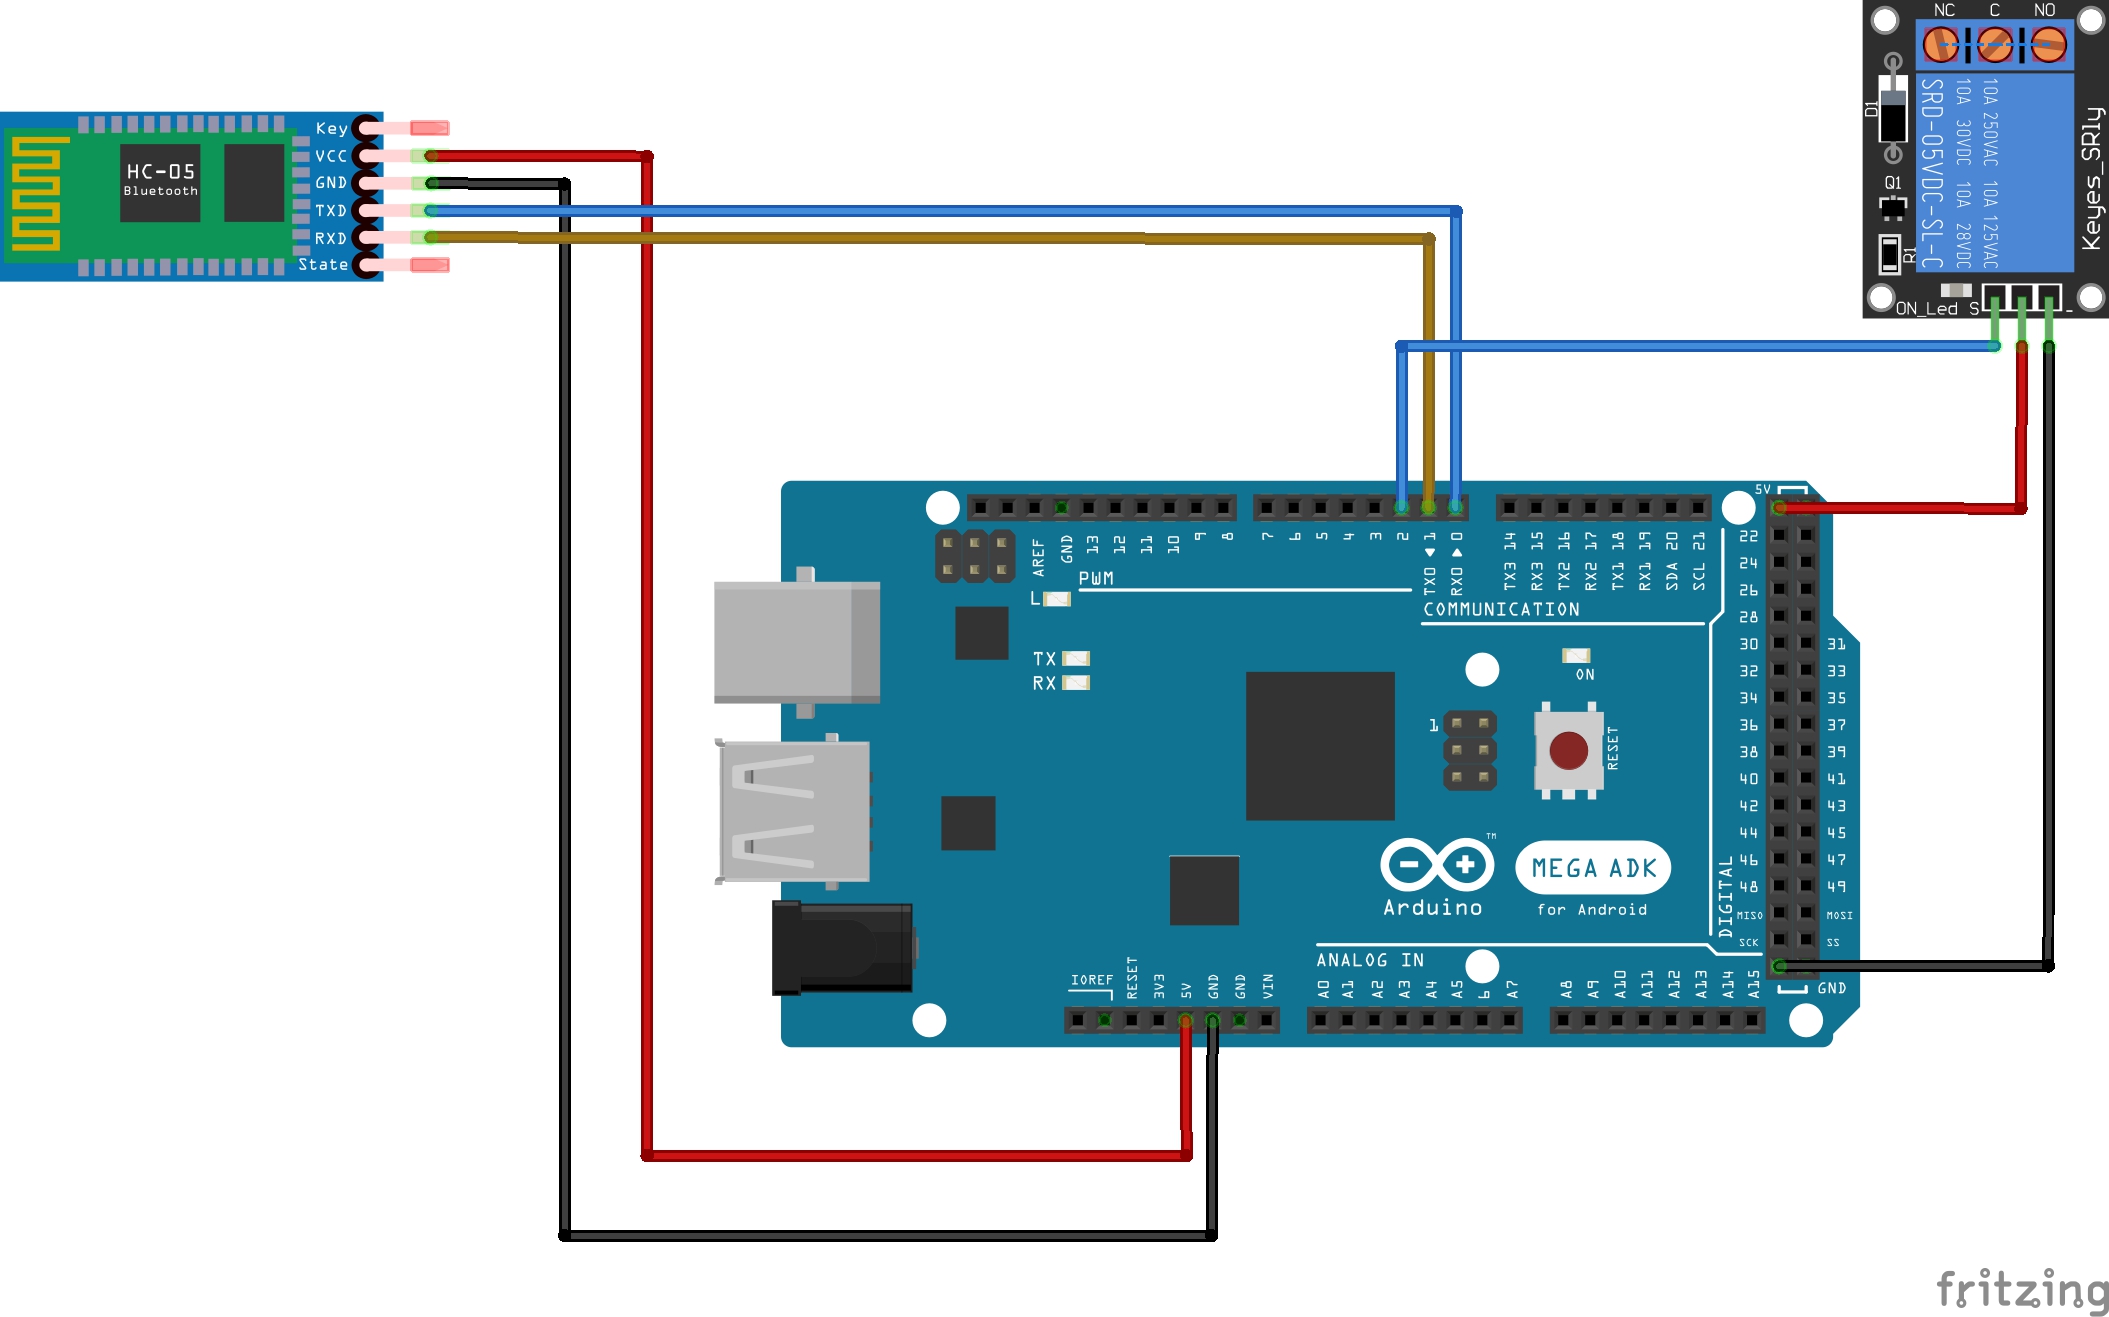 NC C NO
D1
Q1
R1
SRD-05VDC-SL-C
10A 30VDC 10A 28VDC
10A 250VAC 10A 125VAC
Keyes_SRly
ON_Led S -
Key
VCC
GND
TXD
RXD
State
HC-05
Bluetooth
AREF
GND
13
12
11
10
9
8
7
6
5
4
3
2
TX0 1
RX0 0
TX3 14
RX3 15
TX2 16
RX2 17
TX1 18
RX1 19
SDA 20
SCL 21
PWM
COMMUNICATION
L
TX
RX
ON
1
RESET
5V
22
24
26
28
30 31
32 33
34 35
36 37
38 39
40 41
42 43
44 45
46 47
48 49
MISO MOSI
SCK SS
GND
DIGITAL
TM
Arduino
MEGA ADK
for Android
ANALOG IN
IOREF
RESET
3V3
5V
GND
GND
VIN
A0
A1
A2
A3
A4
A5
6
A7
A8
A9
A10
A11
A12
A13
A14
A15
fritzing